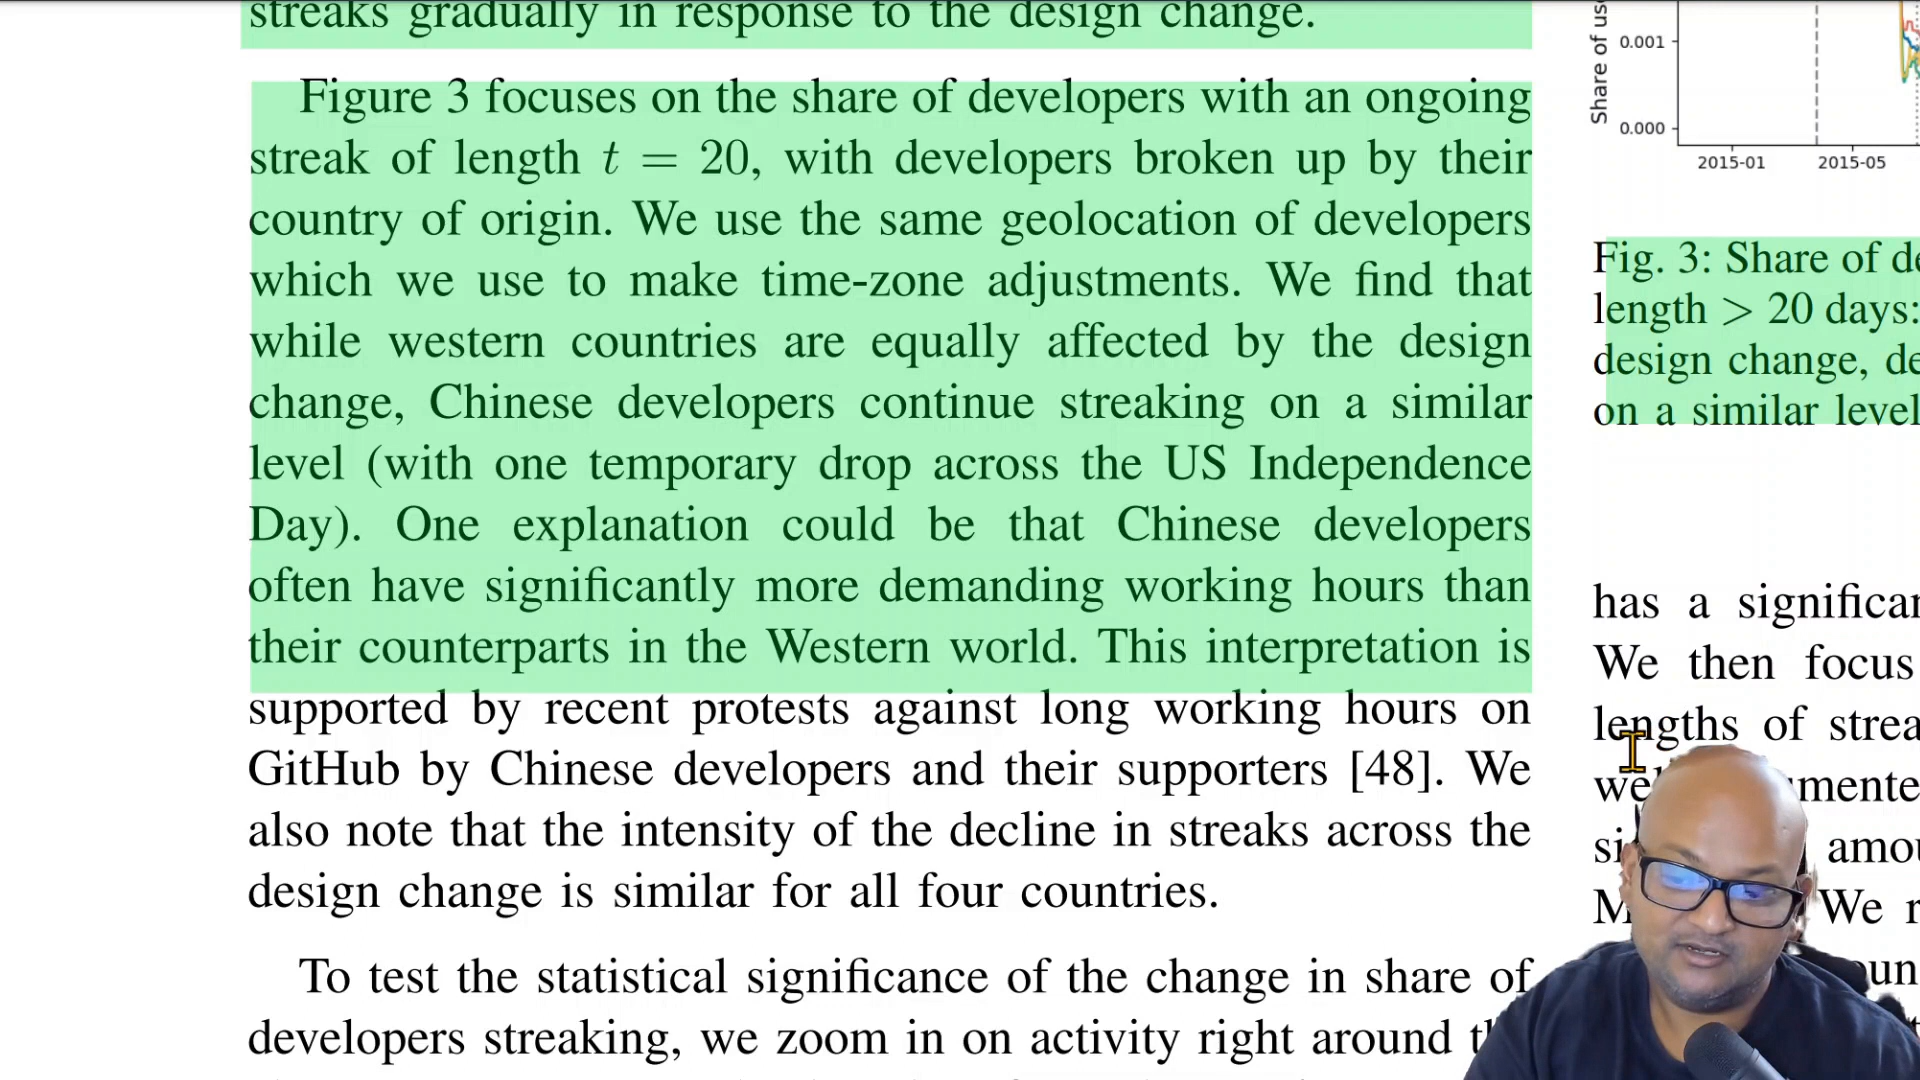 streaks gradually in response to the design change.
Figure 3 focuses on the share of developers with an ongoing
streak of length t = 20, with developers broken up by their
country of origin. We use the same geolocation of developers
which we use to make time-zone adjustments. We find that
while western countries are equally affected by the design
change, Chinese developers continue streaking on a similar
level (with one temporary drop across the US Independence
Day). One explanation could be that Chinese developers
often have significantly more demanding working hours than
their counterparts in the Western world. This interpretation is
supported by recent protests against long working hours on
GitHub by Chinese developers and their supporters [48]. We
also note that the intensity of the decline in streaks across the
design change is similar for all four countries.
To test the statistical significance of the change in share of
developers streaking, we zoom in on activity right around
Share of
0.001
0.000
2015-01 2015-05
Fig. 3: Share of
length > 20 days:
design change,
on a similar level
has a
We then focus
lengths of
We